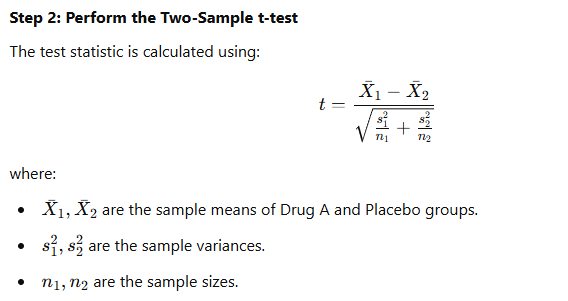 Step 2: Perform the Two-Sample t-test
The test statistic is calculated using:
t = \frac{\bar{X}_1 - \bar{X}_2}{\sqrt{\frac{s_1^2}{n_1} + \frac{s_2^2}{n_2}}}
where:
• \bar{X}_1, \bar{X}_2 are the sample means of Drug A and Placebo groups.
• s_1^2, s_2^2 are the sample variances.
• n_1, n_2 are the sample sizes.